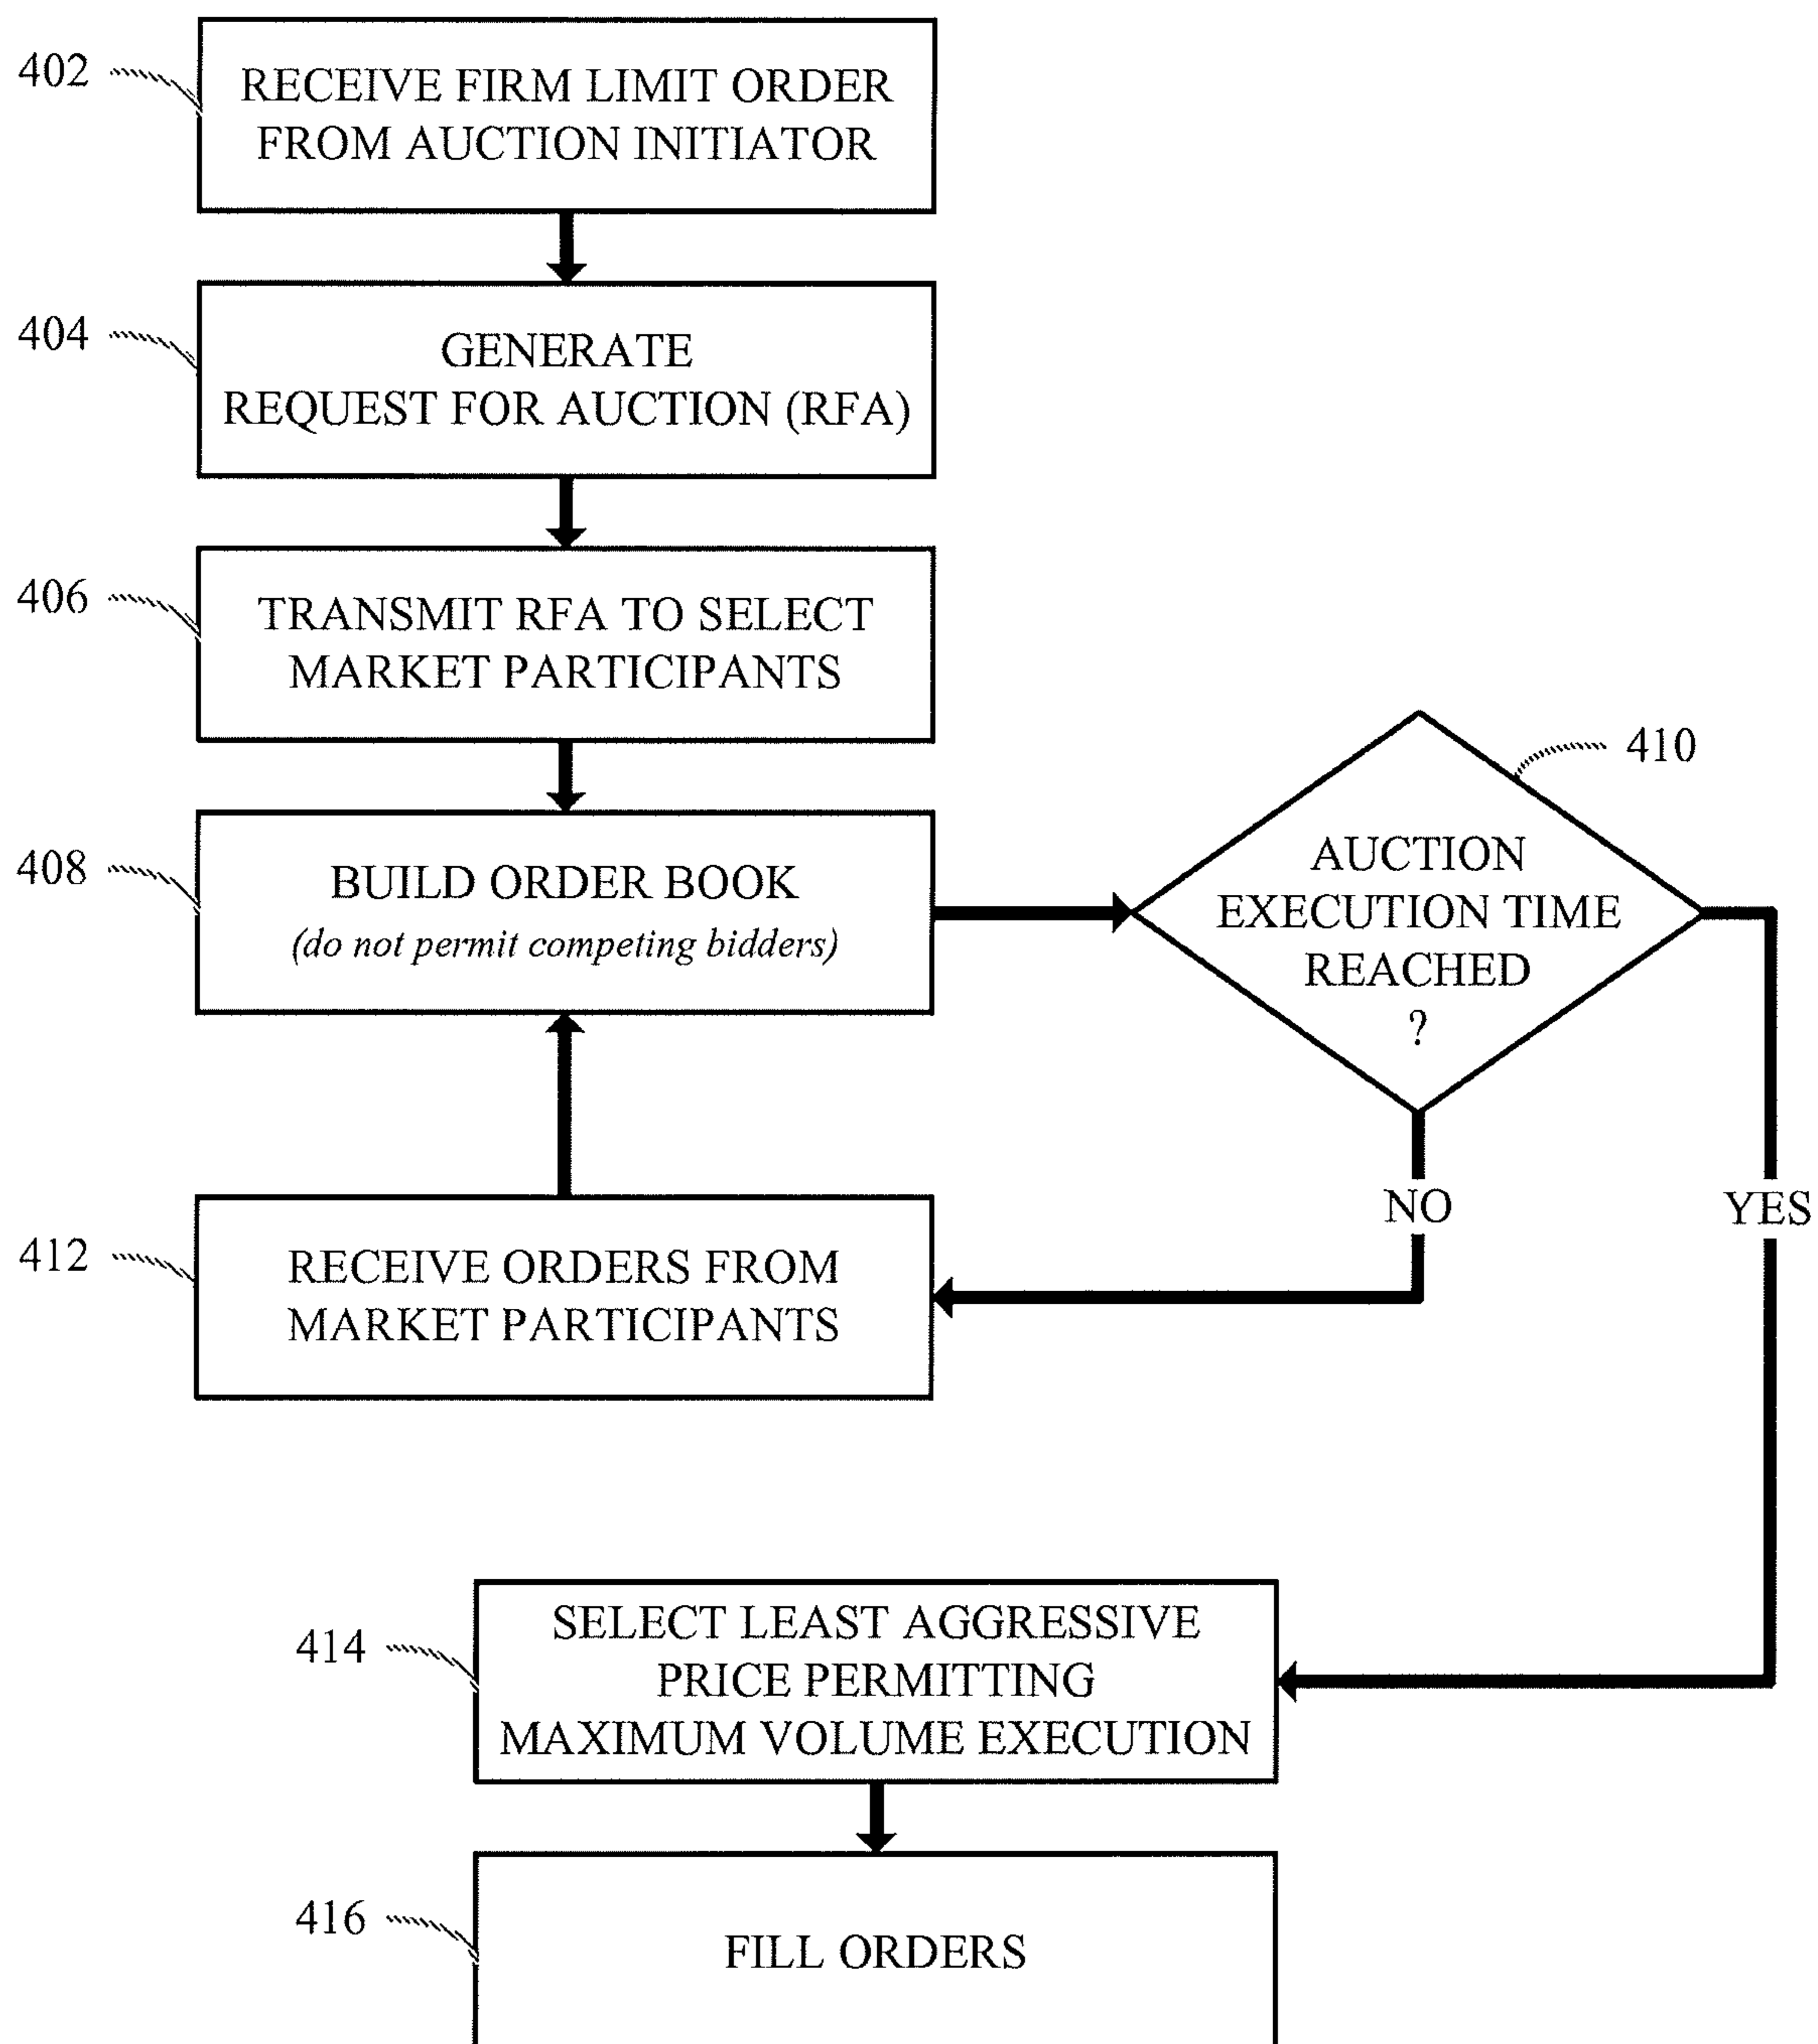 402
RECEIVE FIRM LIMIT ORDER
FROM AUCTION INITIATOR
404
GENERATE
REQUEST FOR AUCTION (RFA)
406
TRANSMIT RFA TO SELECT
MARKET PARTICIPANTS
408
BUILD ORDER BOOK
(do not permit competing bidders)
410
AUCTION
EXECUTION TIME
REACHED
?
NO
YES
412
RECEIVE ORDERS FROM
MARKET PARTICIPANTS
414
SELECT LEAST AGGRESSIVE
PRICE PERMITTING
MAXIMUM VOLUME EXECUTION
416
FILL ORDERS